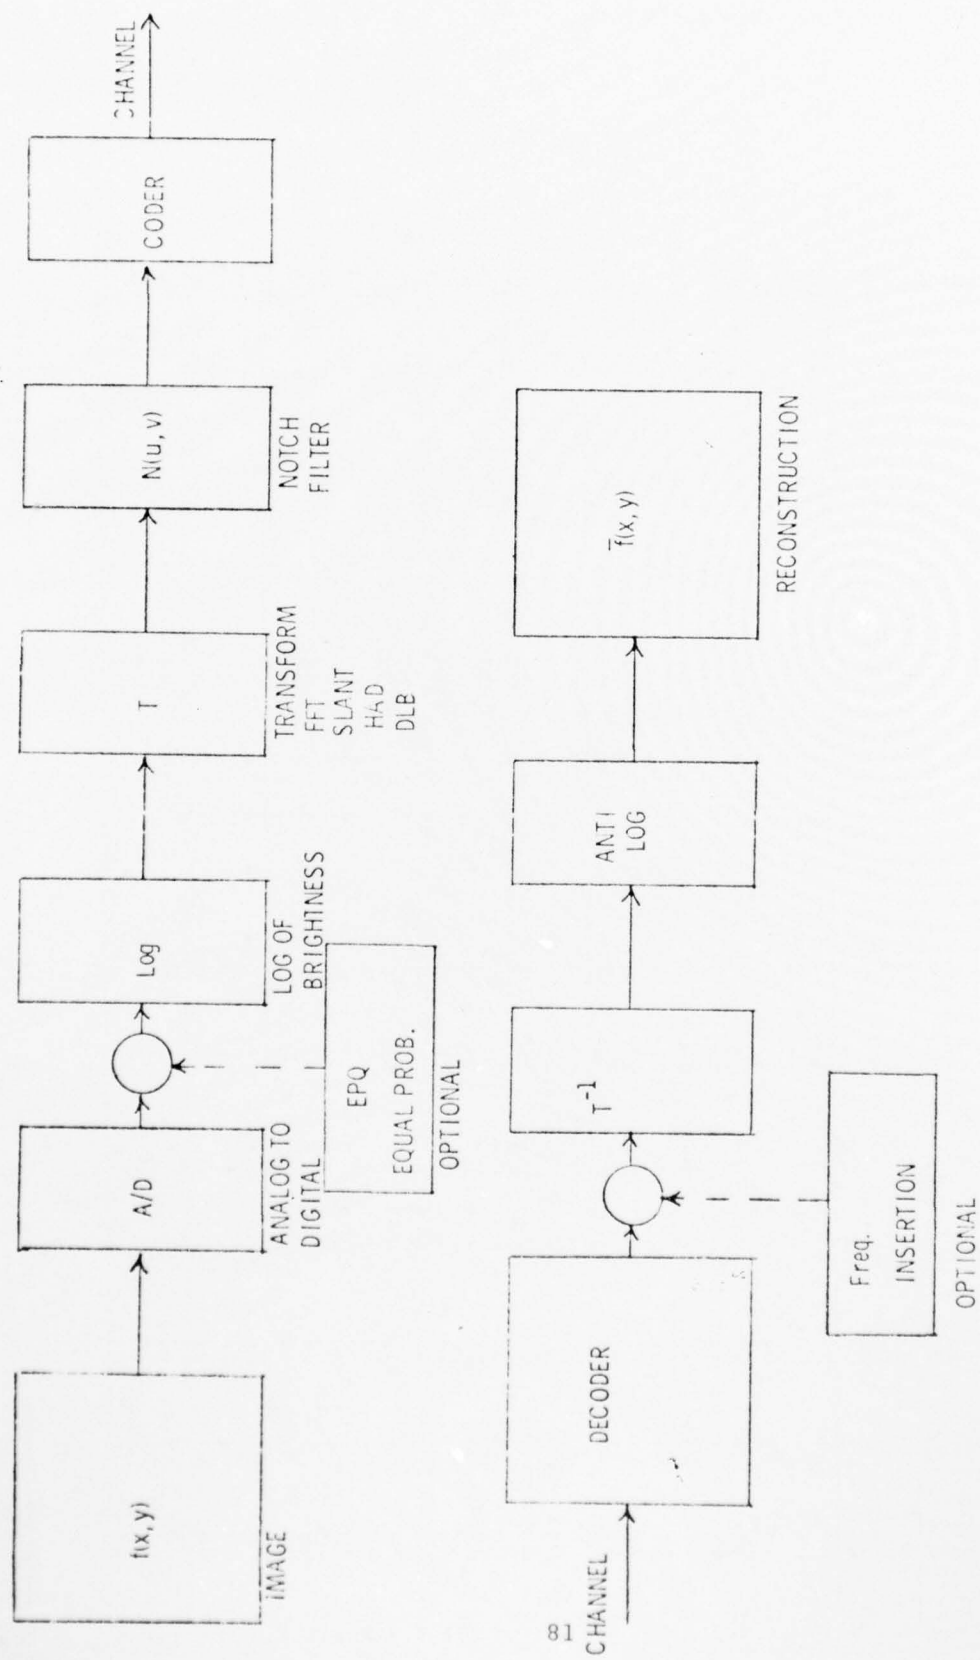 f(x,y)
IMAGE
A/D
ANALOG TO
DIGITAL
EPQ
EQUAL PROB.
OPTIONAL
Log
LOG OF
BRIGHTNESS
T
TRANSFORM
FFT
SLANT
HAD
DLB
N(u,v)
NOTCH
FILTER
CODER
CHANNEL
CHANNEL
DECODER
Freq.
INSERTION
OPTIONAL
T⁻¹
ANTI
LOG
f̅(x,y)
RECONSTRUCTION
81